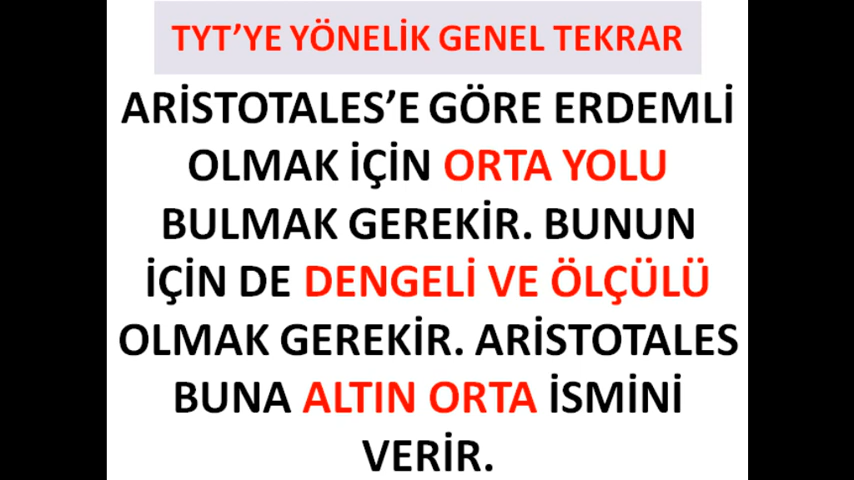 TYT’YE YÖNELİK GENEL TEKRAR
ARİSTOTALES’E GÖRE ERDEMLİ
OLMAK İÇİN ORTA YOLU
BULMAK GEREKİR. BUNUN
İÇİN DE DENGELİ VE ÖLÇÜLÜ
OLMAK GEREKİR. ARİSTOTALES
BUNA ALTIN ORTA İSMİNİ
VERİR.